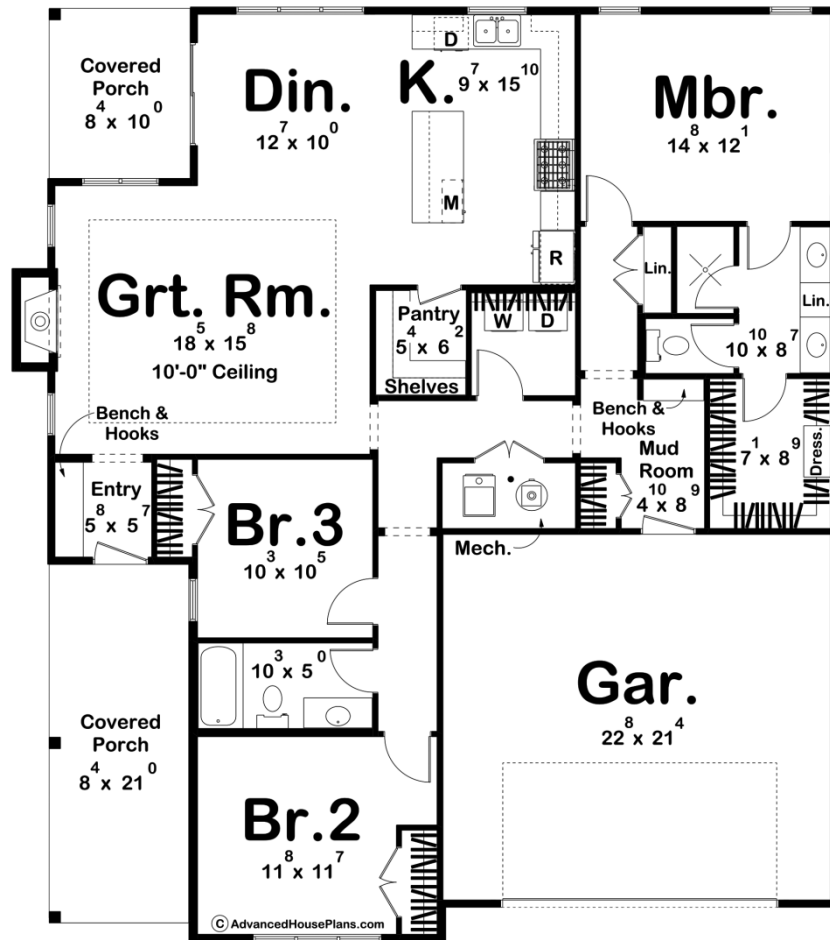 Covered
Porch
8⁴ x 10⁰
Din.
12⁷ x 10⁰
K.
9⁷ x 15¹⁰
D
M
R
Mbr.
14⁸ x 12¹
Grt. Rm.
18⁵ x 15⁸
10'-0" Ceiling
Pantry
5⁴ x 6²
Shelves
W
D
Lin.
Lin.
10¹⁰ x 8⁷
Bench &
Hooks
Entry
5⁸ x 5⁷
Br.3
10³ x 10⁵
Mech.
Bench &
Hooks
Mud
Room
4¹⁰ x 8⁹
7¹ x 8⁹
Dress.
10³ x 5⁰
Covered
Porch
8⁴ x 21⁰
Gar.
22⁸ x 21⁴
Br.2
11⁸ x 11⁷
© AdvancedHousePlans.com